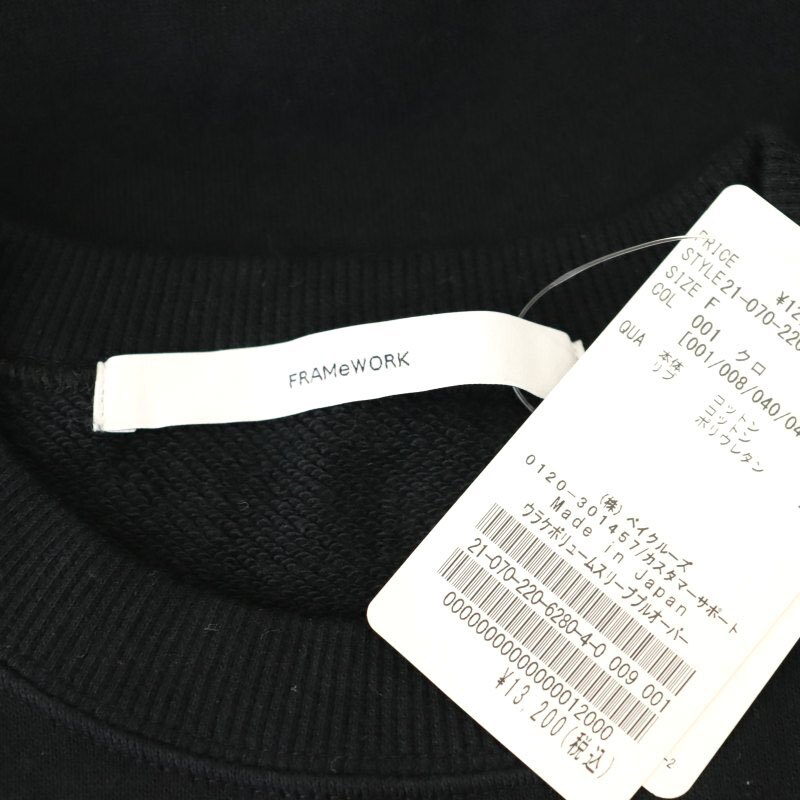 FRAMeWORK
PRICE ¥12
STYLE21-070-220
SIZE F
COL 001 クロ
[001/008/040/04
QUA 本体 コットン
リブ コットン
ポリウレタン
(株) ベイクルーズ
0120-301457/カスタマーサポート
Made in Japan
ウラケボリュームスリーブプルオーバー
21-070-220-6280-4-0 009 001
0000000000000012000
¥13,200(税込)
-2